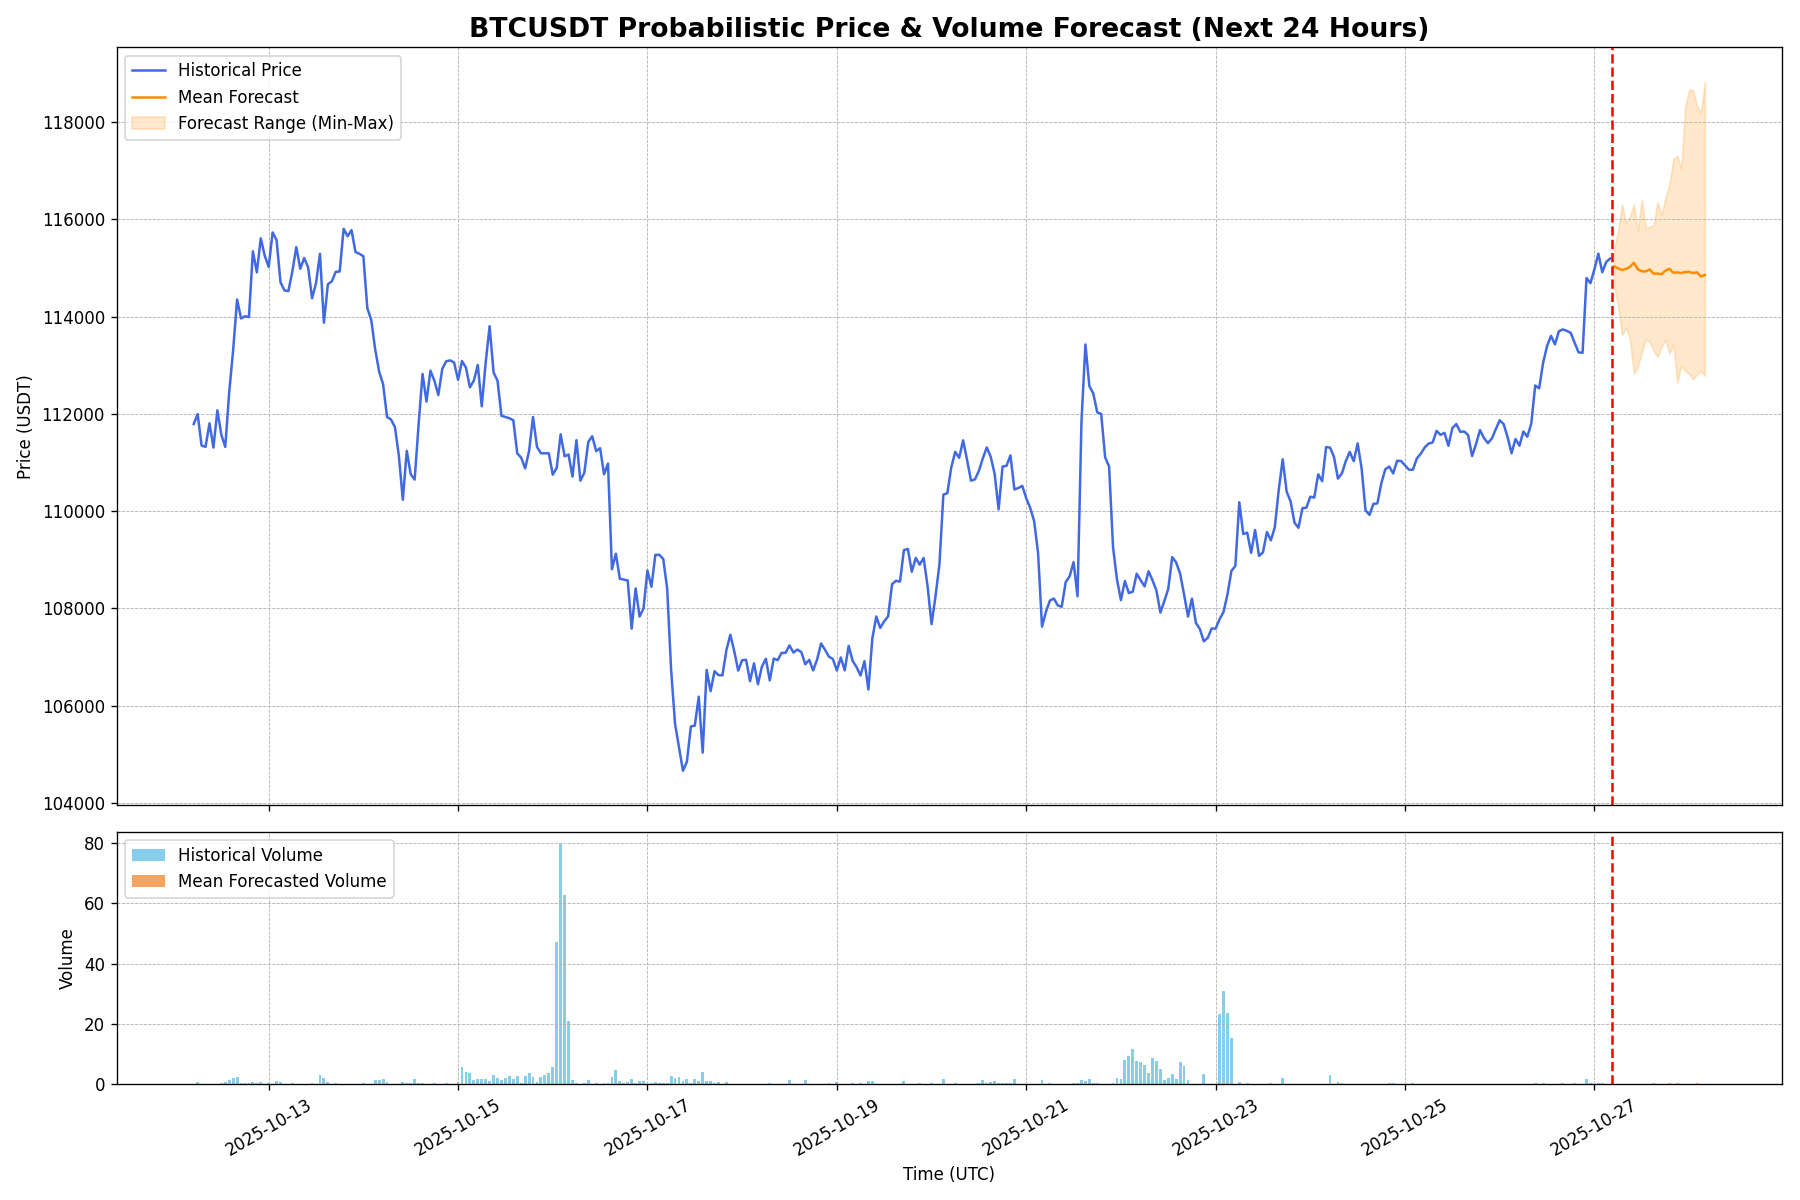 BTCUSDT Probabilistic Price & Volume Forecast (Next 24 Hours)
Historical Price
Mean Forecast
Forecast Range (Min-Max)
118000
116000
114000
112000
110000
108000
106000
104000
Price (USDT)
Historical Volume
Mean Forecasted Volume
80
60
40
20
0
Volume
2025-10-13
2025-10-15
2025-10-17
2025-10-19
2025-10-21
2025-10-23
2025-10-25
2025-10-27
Time (UTC)